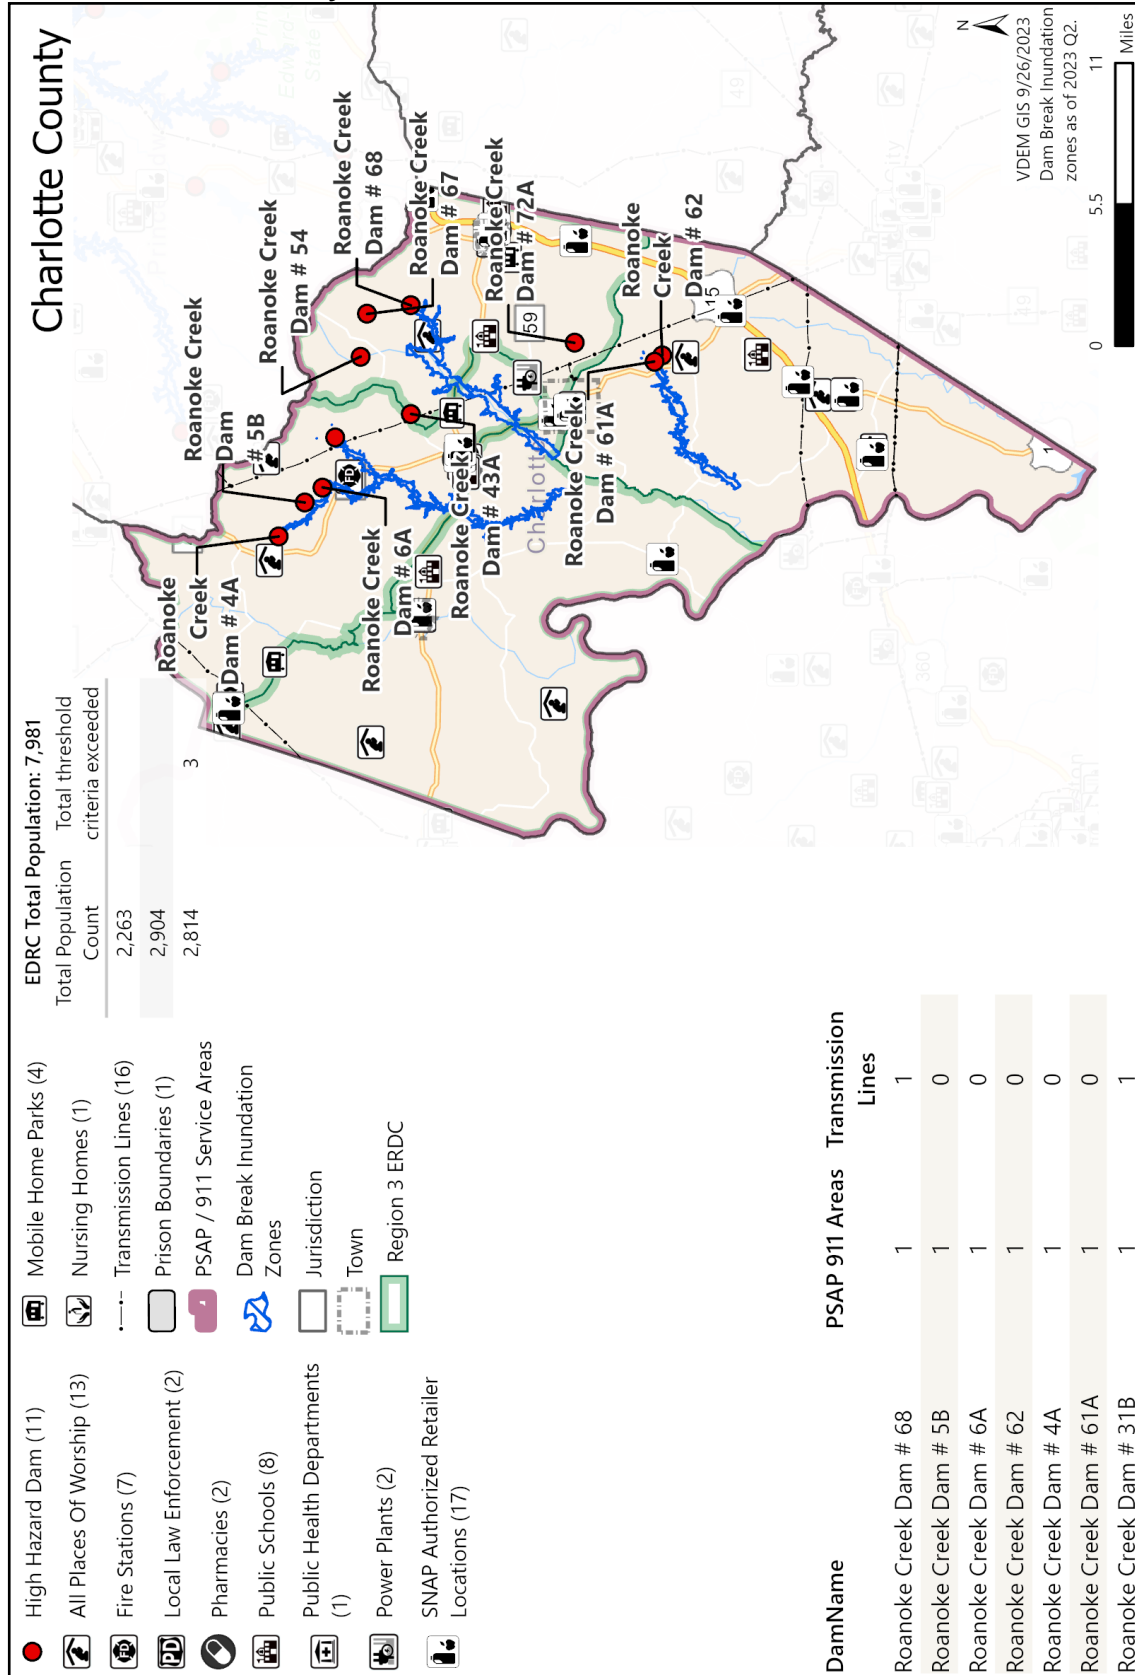 Charlotte County
High Hazard Dam (11)
All Places Of Worship (13)
Fire Stations (7)
Local Law Enforcement (2)
Pharmacies (2)
Public Schools (8)
Public Health Departments
(1)
Power Plants (2)
SNAP Authorized Retailer
Locations (17)
Mobile Home Parks (4)
Nursing Homes (1)
Transmission Lines (16)
Prison Boundaries (1)
PSAP / 911 Service Areas
Dam Break Inundation
Zones
Jurisdiction
Town
Region 3 ERDC
EDRC Total Population: 7,981
Total Population Total threshold
Count criteria exceeded
2,263
2,904
2,814 3
Roanoke
Creek
Dam # 4A
Roanoke Creek
Dam
# 5B
Roanoke Creek
Dam # 54
Roanoke Creek
Dam # 68
Roanoke Creek
Dam # 67
Roanoke Creek
Dam # 6A
Roanoke Creek
Dam # 43A
Roanoke Creek
Dam # 72A
Roanoke Creek
Dam # 61A
Roanoke
Creek
Dam # 62
Charlotte
59
15
49
360
N
VDEM GIS 9/26/2023
Dam Break Inundation
zones as of 2023 Q2.
0 5.5 11
Miles
DamName PSAP 911 Areas Transmission
Lines
Roanoke Creek Dam # 68 1 1
Roanoke Creek Dam # 5B 1 0
Roanoke Creek Dam # 6A 1 0
Roanoke Creek Dam # 62 1 0
Roanoke Creek Dam # 4A 1 0
Roanoke Creek Dam # 61A 1 0
Roanoke Creek Dam # 31B 1 1